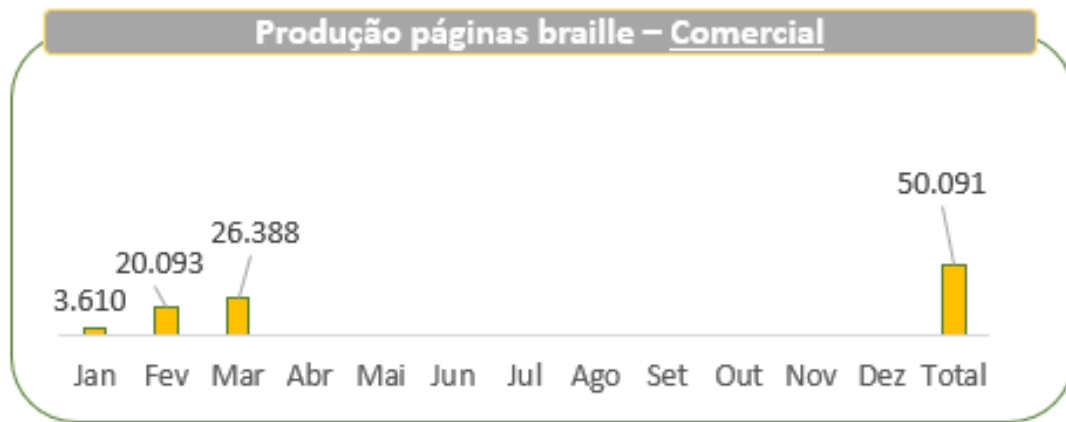 Produção páginas braille – Comercial
50.091
26.388
20.093
3.610
Jan Fev Mar Abr Mai Jun Jul Ago Set Out Nov Dez Total